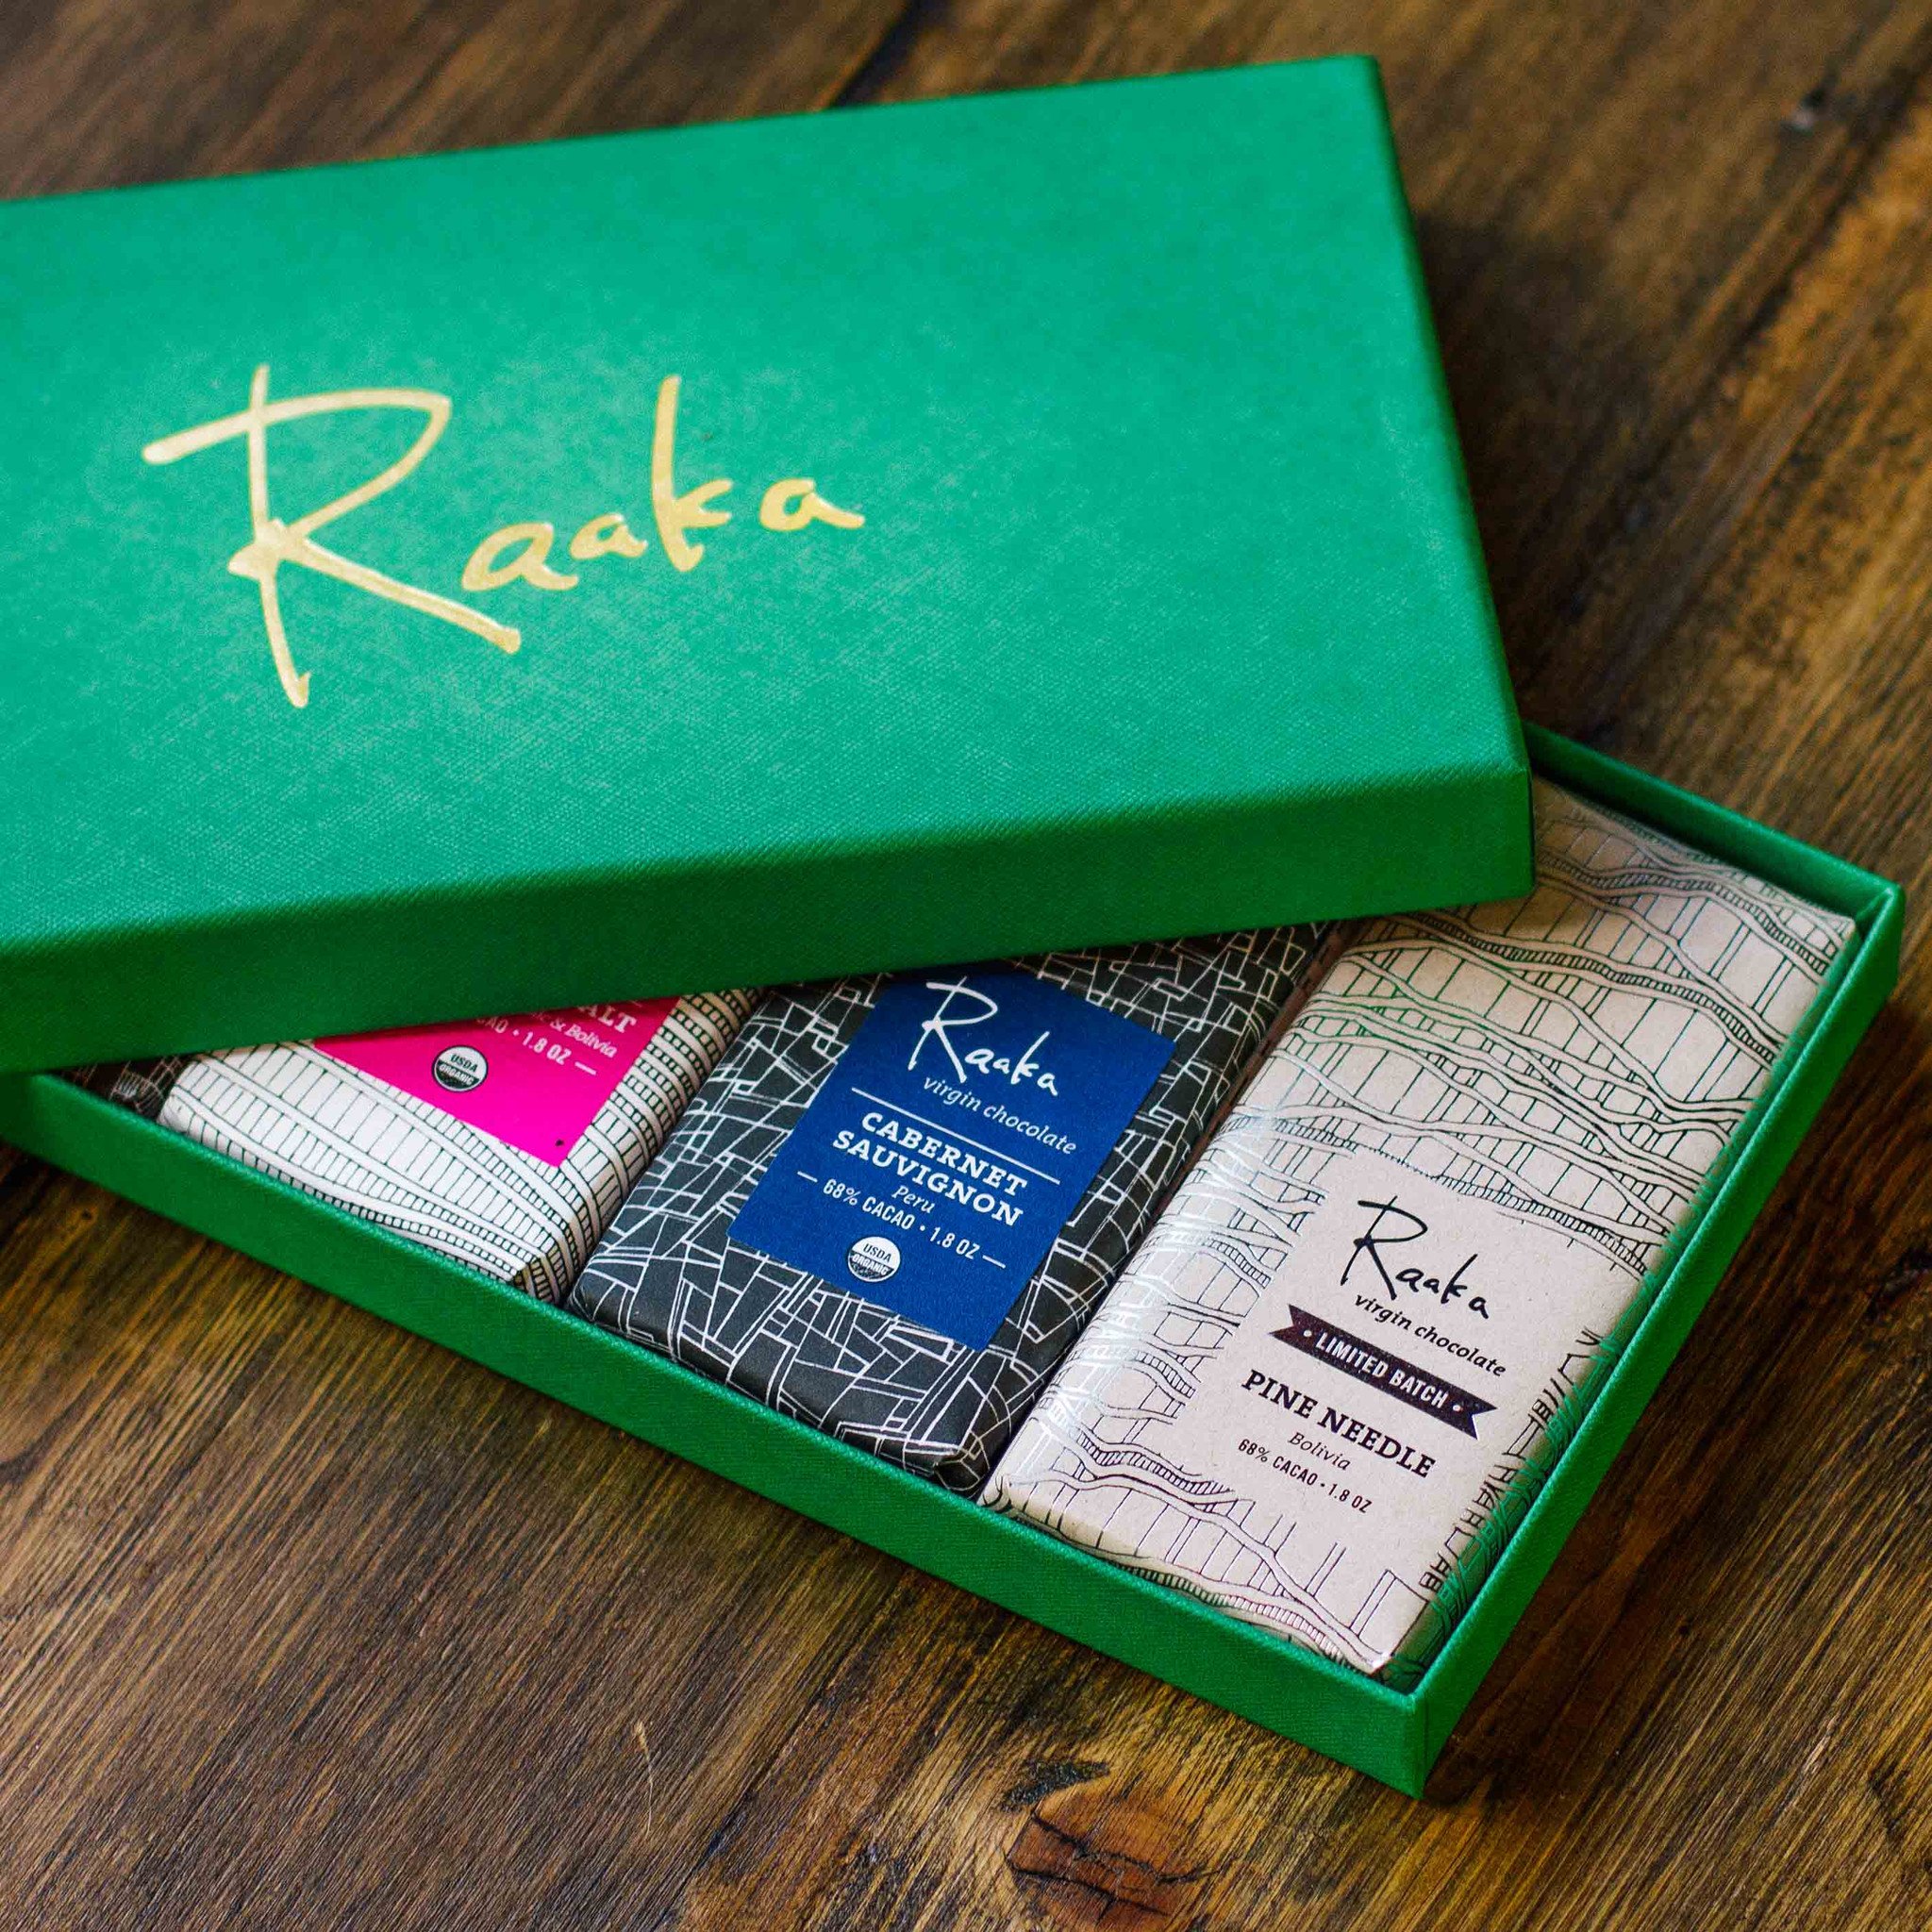 Raaka
ALT
& Bolivia
CAO • 1.8 OZ
USDA
ORGANIC
Raaka
virgin chocolate
CABERNET
SAUVIGNON
Peru
68% CACAO • 1.8 OZ
USDA
ORGANIC
Raaka
virgin chocolate
• LIMITED BATCH •
PINE NEEDLE
Bolivia
68% CACAO • 1.8 OZ